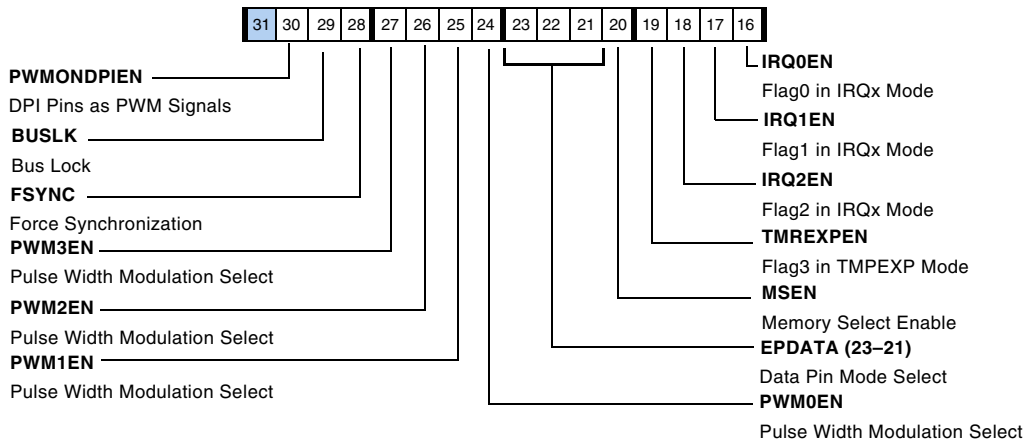 31 30 29 28 27 26 25 24 23 22 21 20 19 18 17 16
PWMONDPIEN
DPI Pins as PWM Signals
BUSLK
Bus Lock
FSYNC
Force Synchronization
PWM3EN
Pulse Width Modulation Select
PWM2EN
Pulse Width Modulation Select
PWM1EN
Pulse Width Modulation Select
IRQ0EN
Flag0 in IRQx Mode
IRQ1EN
Flag1 in IRQx Mode
IRQ2EN
Flag2 in IRQx Mode
TMREXPEN
Flag3 in TMPEXP Mode
MSEN
Memory Select Enable
EPDATA (23–21)
Data Pin Mode Select
PWM0EN
Pulse Width Modulation Select